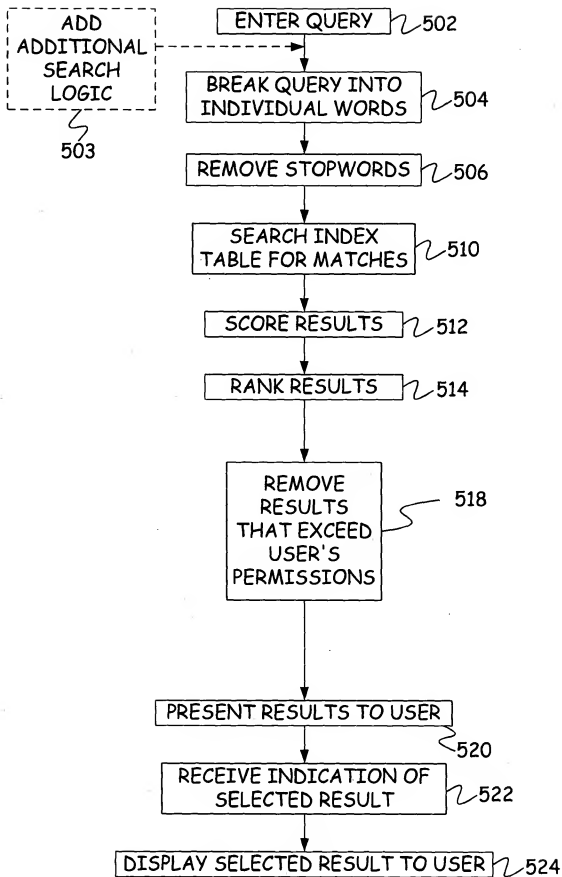 ADD
ADDITIONAL
SEARCH
LOGIC
503
ENTER QUERY
502
BREAK QUERY INTO
INDIVIDUAL WORDS
504
REMOVE STOPWORDS
506
SEARCH INDEX
TABLE FOR MATCHES
510
SCORE RESULTS
512
RANK RESULTS
514
REMOVE
RESULTS
THAT EXCEED
USER'S
PERMISSIONS
518
PRESENT RESULTS TO USER
520
RECEIVE INDICATION OF
SELECTED RESULT
522
DISPLAY SELECTED RESULT TO USER
524